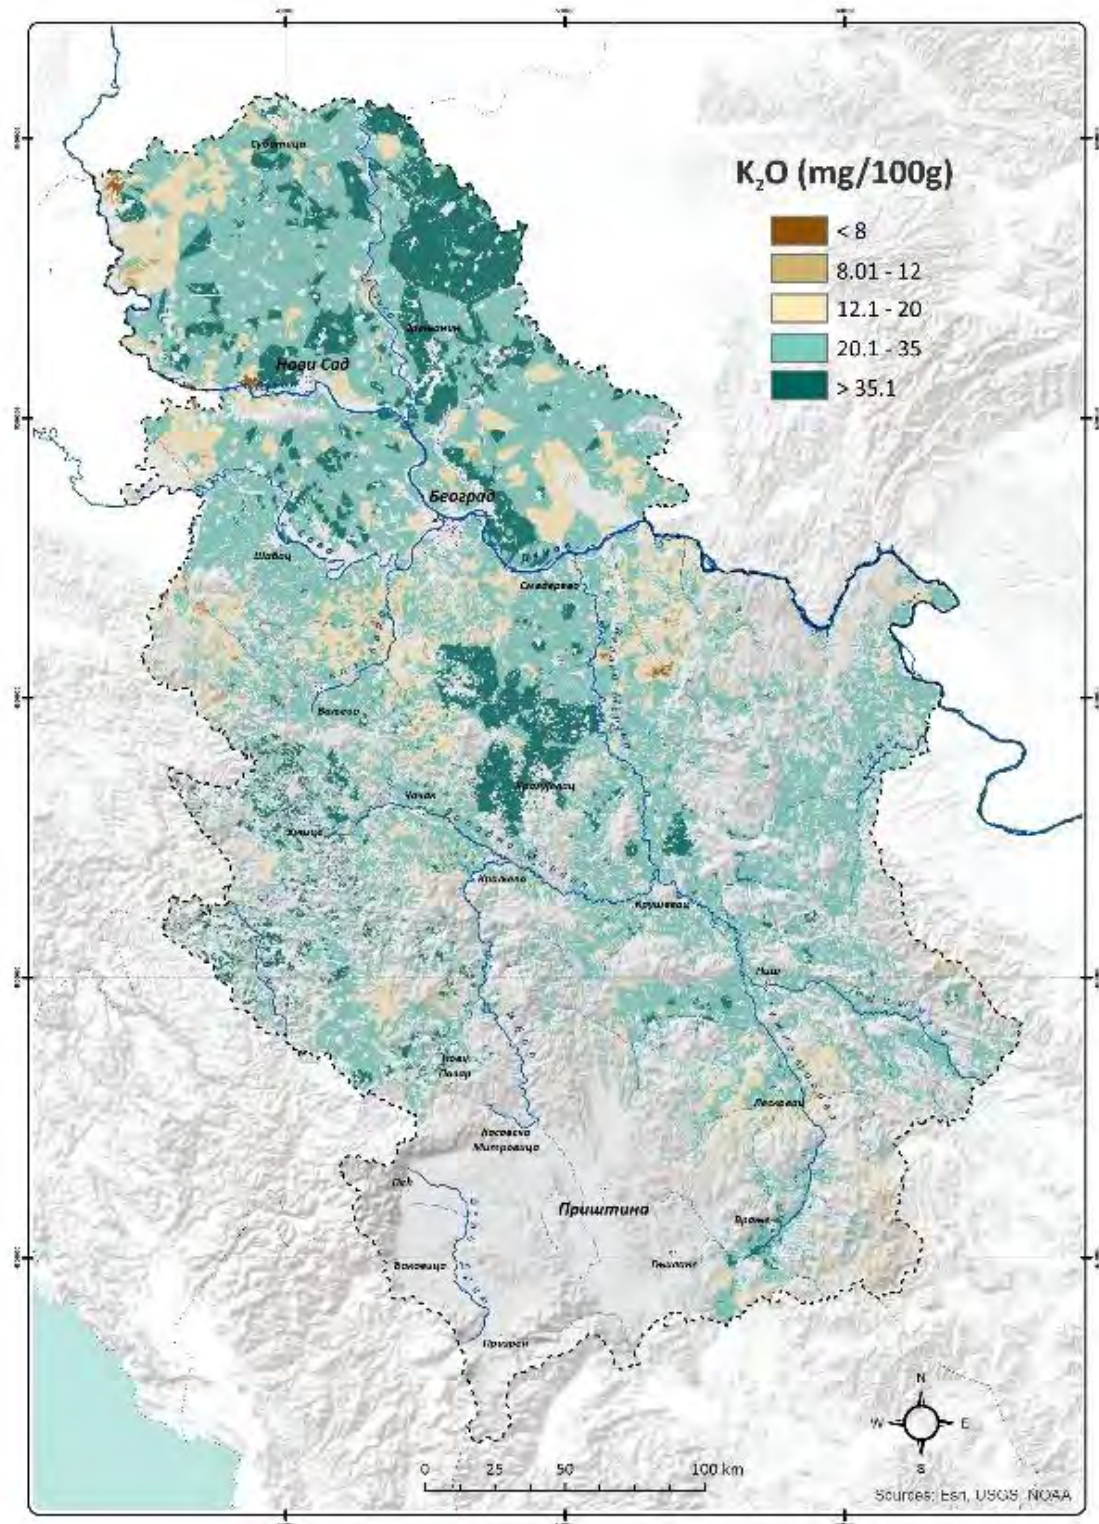 K₂O (mg/100g)
< 8
8.01 - 12
12.1 - 20
20.1 - 35
> 35.1
Суботица
Зрењанин
Нови Сад
Београд
Шабац
Смедерево
Ваљево
Чачак
Крагујевац
Ужице
Краљево
Крушевац
Ниш
Нови
Пазар
Лесковац
Косовска
Митровица
Пећ
Приштина
Врање
Ђаковица
Гњилане
Призрен
N
W
E
S
0 25 50 100 km
Sources: Esri, USGS, NOAA